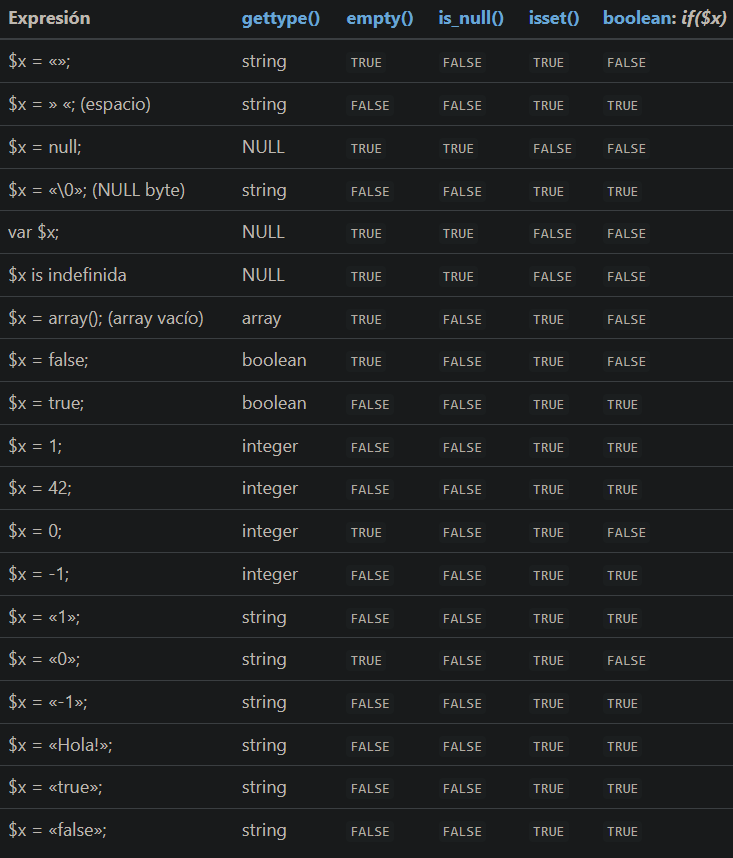 Expresión gettype() empty() is_null() isset() boolean: if($x)
$x = «»; string TRUE FALSE TRUE FALSE
$x = » «; (espacio) string FALSE FALSE TRUE TRUE
$x = null; NULL TRUE TRUE FALSE FALSE
$x = «\0»; (NULL byte) string FALSE FALSE TRUE TRUE
var $x; NULL TRUE TRUE FALSE FALSE
$x is indefinida NULL TRUE TRUE FALSE FALSE
$x = array(); (array vacío) array TRUE FALSE TRUE FALSE
$x = false; boolean TRUE FALSE TRUE FALSE
$x = true; boolean FALSE FALSE TRUE TRUE
$x = 1; integer FALSE FALSE TRUE TRUE
$x = 42; integer FALSE FALSE TRUE TRUE
$x = 0; integer TRUE FALSE TRUE FALSE
$x = -1; integer FALSE FALSE TRUE TRUE
$x = «1»; string FALSE FALSE TRUE TRUE
$x = «0»; string TRUE FALSE TRUE FALSE
$x = «-1»; string FALSE FALSE TRUE TRUE
$x = «Hola!»; string FALSE FALSE TRUE TRUE
$x = «true»; string FALSE FALSE TRUE TRUE
$x = «false»; string FALSE FALSE TRUE TRUE